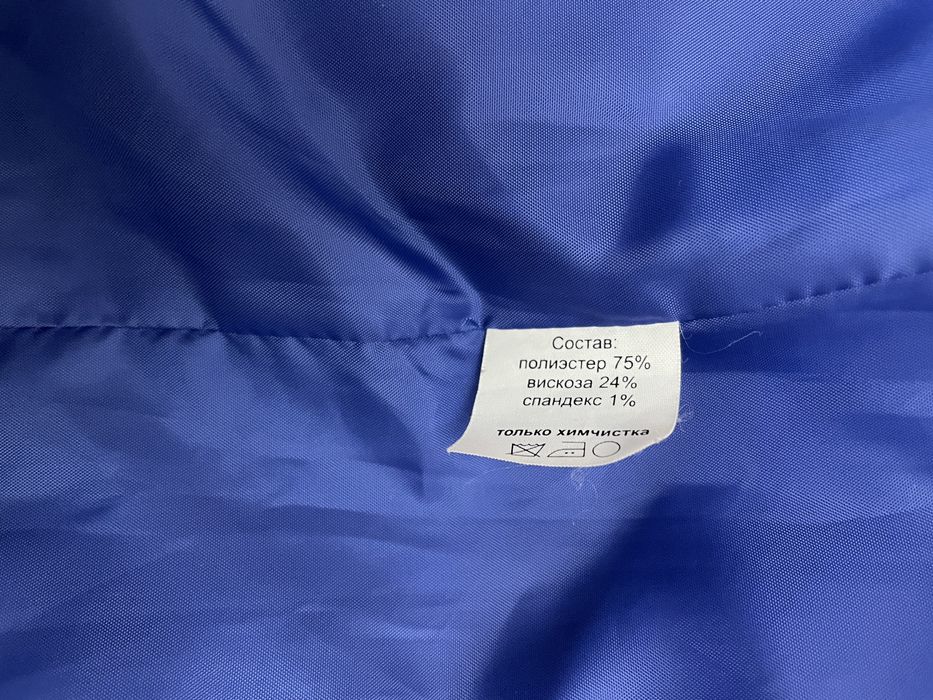 Состав:
полиэстер 75%
вискоза 24%
спандекс 1%
только химчистка